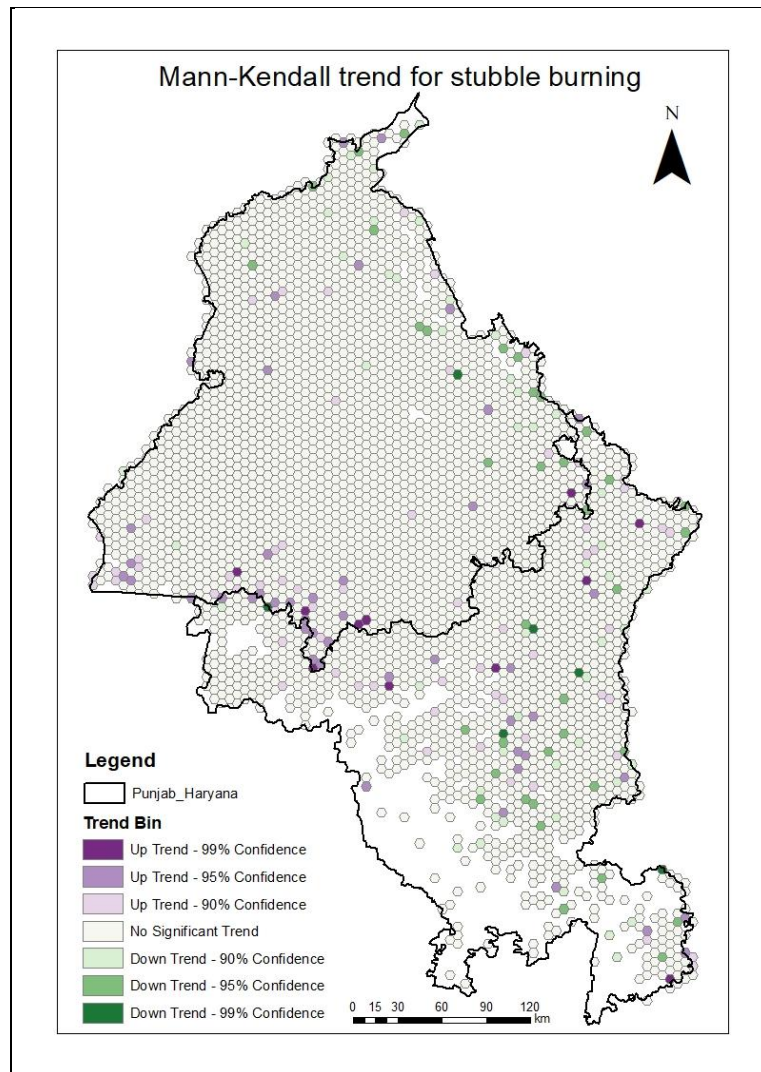 Mann-Kendall trend for stubble burning
N
Legend
Punjab_Haryana
Trend Bin
Up Trend - 99% Confidence
Up Trend - 95% Confidence
Up Trend - 90% Confidence
No Significant Trend
Down Trend - 90% Confidence
Down Trend - 95% Confidence
Down Trend - 99% Confidence
0 15 30 60 90 120
km